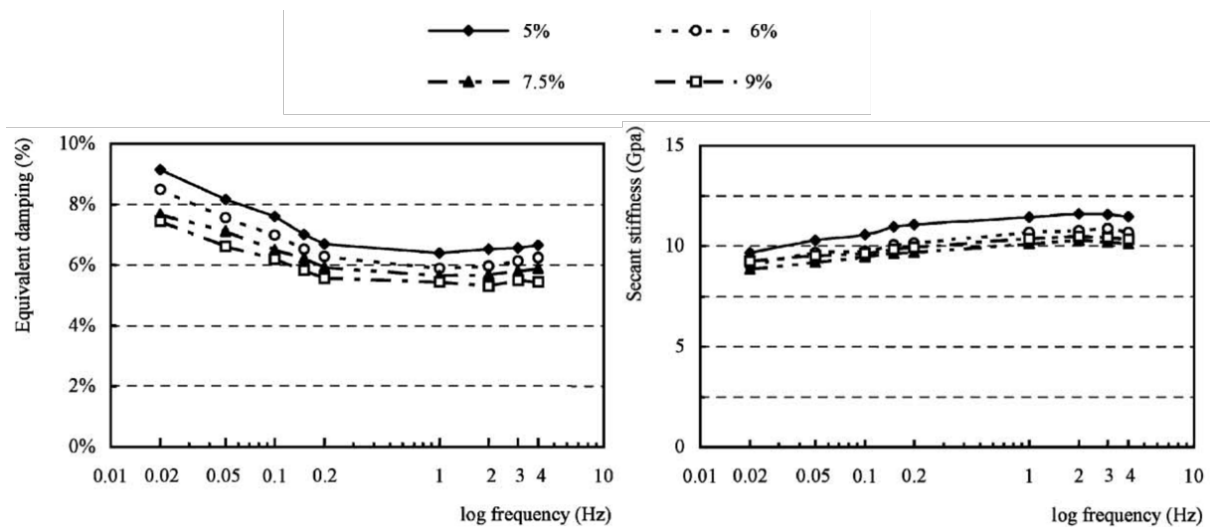 5% 6%
7.5% 9%
Equivalent damping (%)
10%
8%
6%
4%
2%
0%
0.01 0.02 0.05 0.1 0.2 1 2 3 4 10
log frequency (Hz)
Secant stiffness (Gpa)
15
10
5
0
0.01 0.02 0.05 0.1 0.2 1 2 3 4 10
log frequency (Hz)